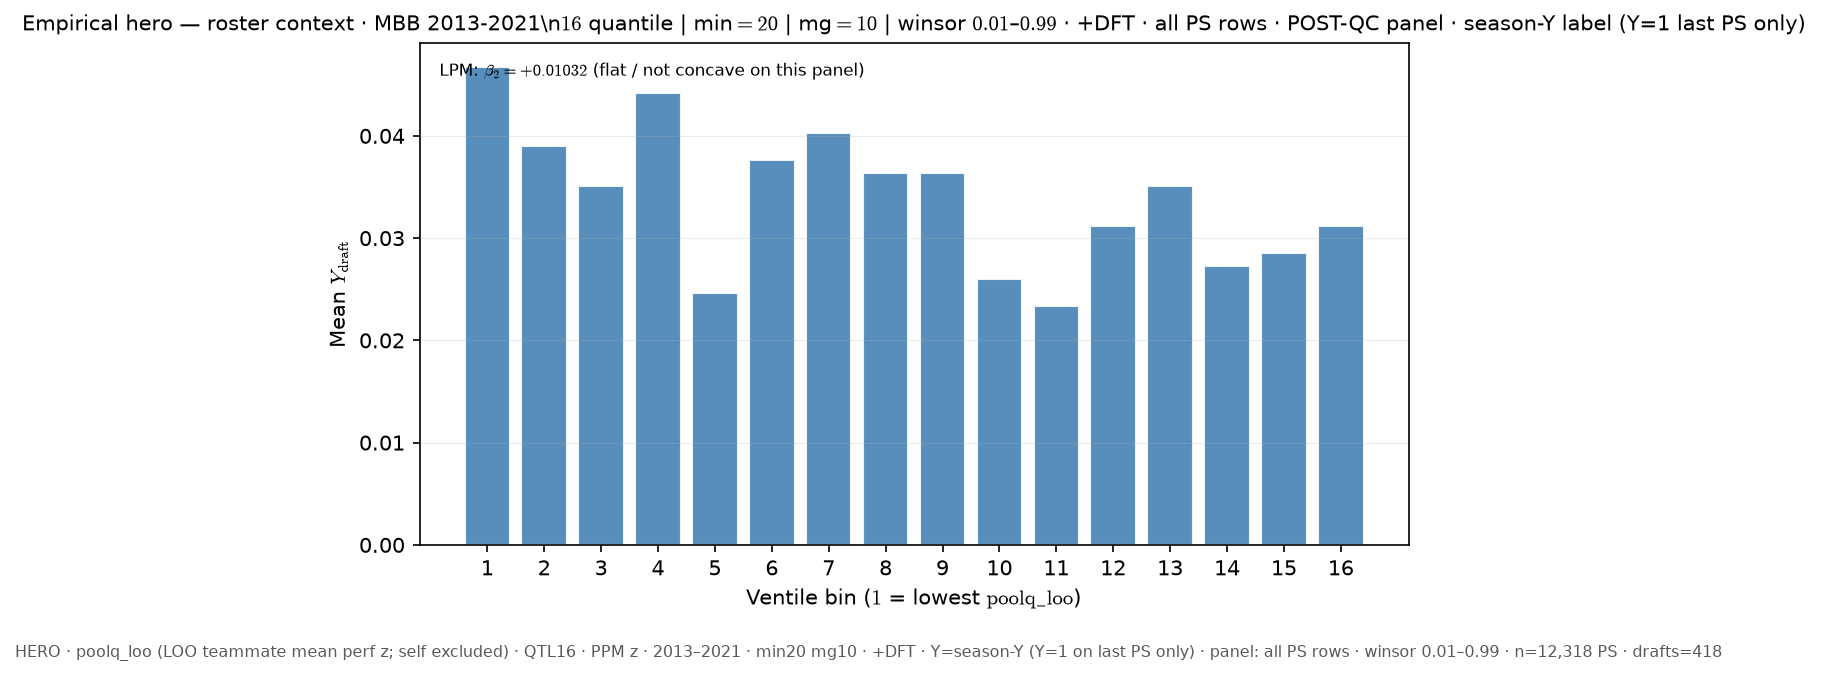 Empirical hero — roster context · MBB 2013-2021\n16 quantile | min = 20 | mg = 10 | winsor 0.01–0.99 · +DFT · all PS rows · POST-QC panel · season-Y label (Y=1 last PS only)
LPM: β₂ = +0.01032 (flat / not concave on this panel)
Mean Y_draft
0.04
0.03
0.02
0.01
0.00
1 2 3 4 5 6 7 8 9 10 11 12 13 14 15 16
Ventile bin (1 = lowest poolq_loo)
HERO · poolq_loo (LOO teammate mean perf z; self excluded) · QTL16 · PPM z · 2013–2021 · min20 mg10 · +DFT · Y=season-Y (Y=1 on last PS only) · panel: all PS rows · winsor 0.01–0.99 · n=12,318 PS · drafts=418